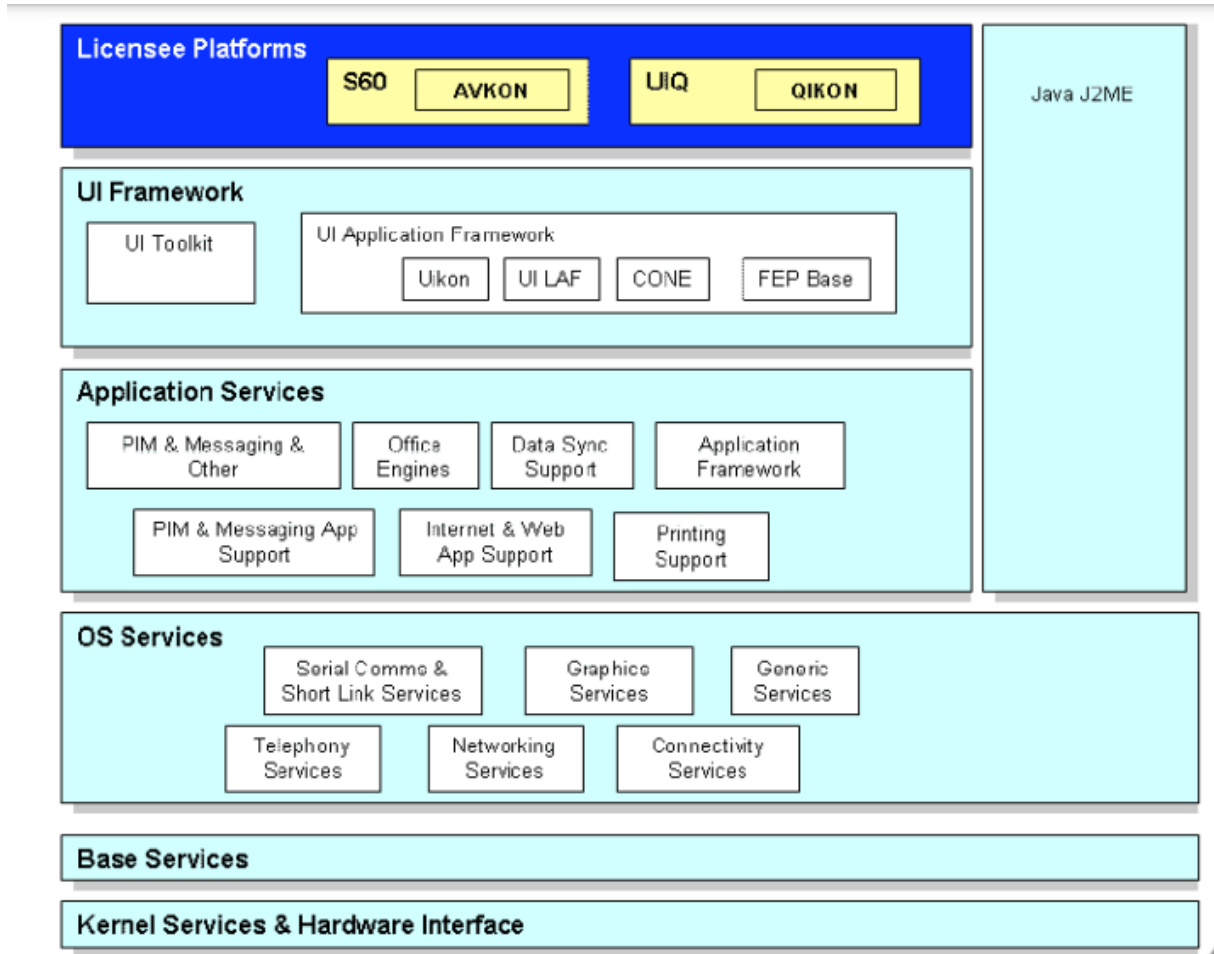 Licensee Platforms
S60
AVKON
UIQ
QIKON
Java J2ME
UI Framework
UI Toolkit
UI Application Framework
Uikon
UI LAF
CONE
FEP Base
Application Services
PIM & Messaging &
Other
Office
Engines
Data Sync
Support
Application
Framework
PIM & Messaging App
Support
Internet & Web
App Support
Printing
Support
OS Services
Serial Comms &
Short Link Services
Graphics
Services
Generic
Services
Telephony
Services
Networking
Services
Connectivity
Services
Base Services
Kernel Services & Hardware Interface